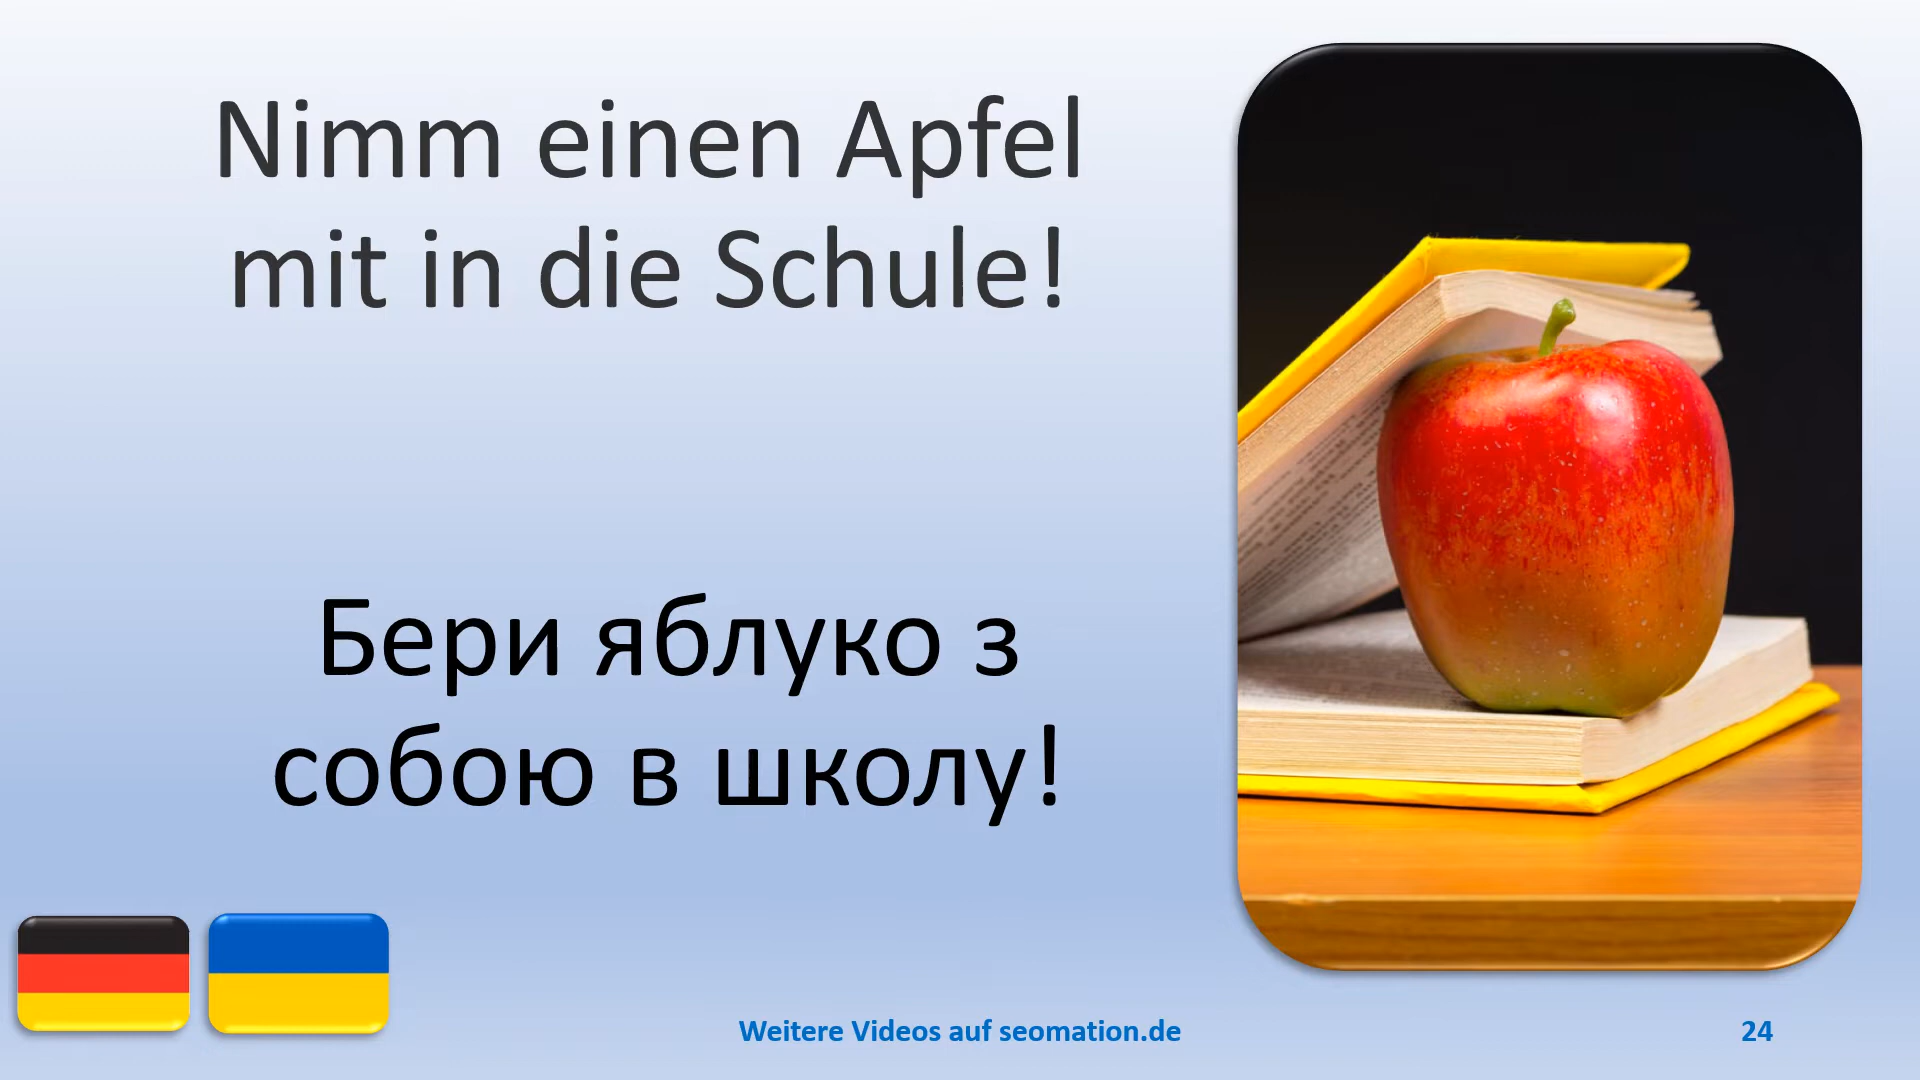 Nimm einen Apfel
mit in die Schule!
Бери яблуко з
собою в школу!
Weitere Videos auf seomation.de
24